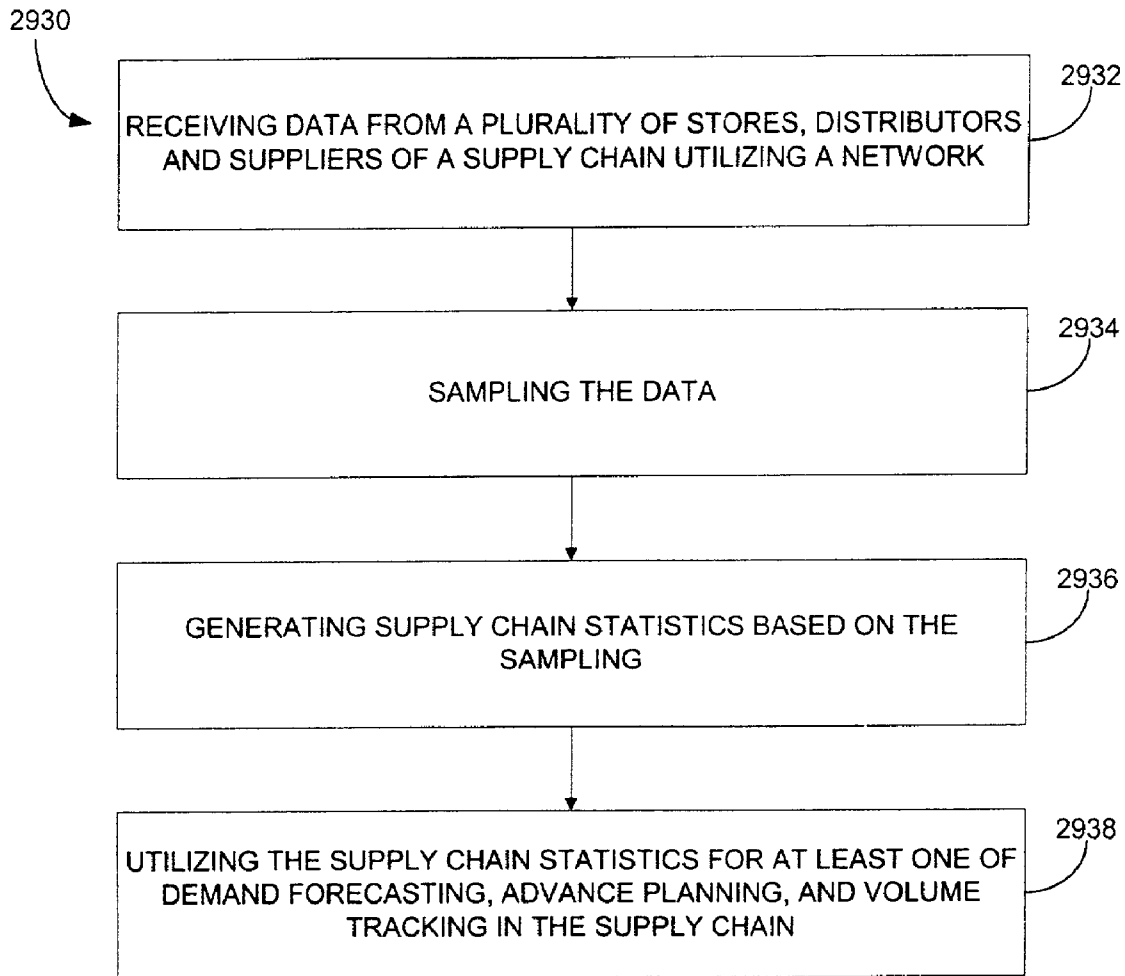 2930
2932
RECEIVING DATA FROM A PLURALITY OF STORES, DISTRIBUTORS
AND SUPPLIERS OF A SUPPLY CHAIN UTILIZING A NETWORK
2934
SAMPLING THE DATA
2936
GENERATING SUPPLY CHAIN STATISTICS BASED ON THE
SAMPLING
2938
UTILIZING THE SUPPLY CHAIN STATISTICS FOR AT LEAST ONE OF
DEMAND FORECASTING, ADVANCE PLANNING, AND VOLUME
TRACKING IN THE SUPPLY CHAIN